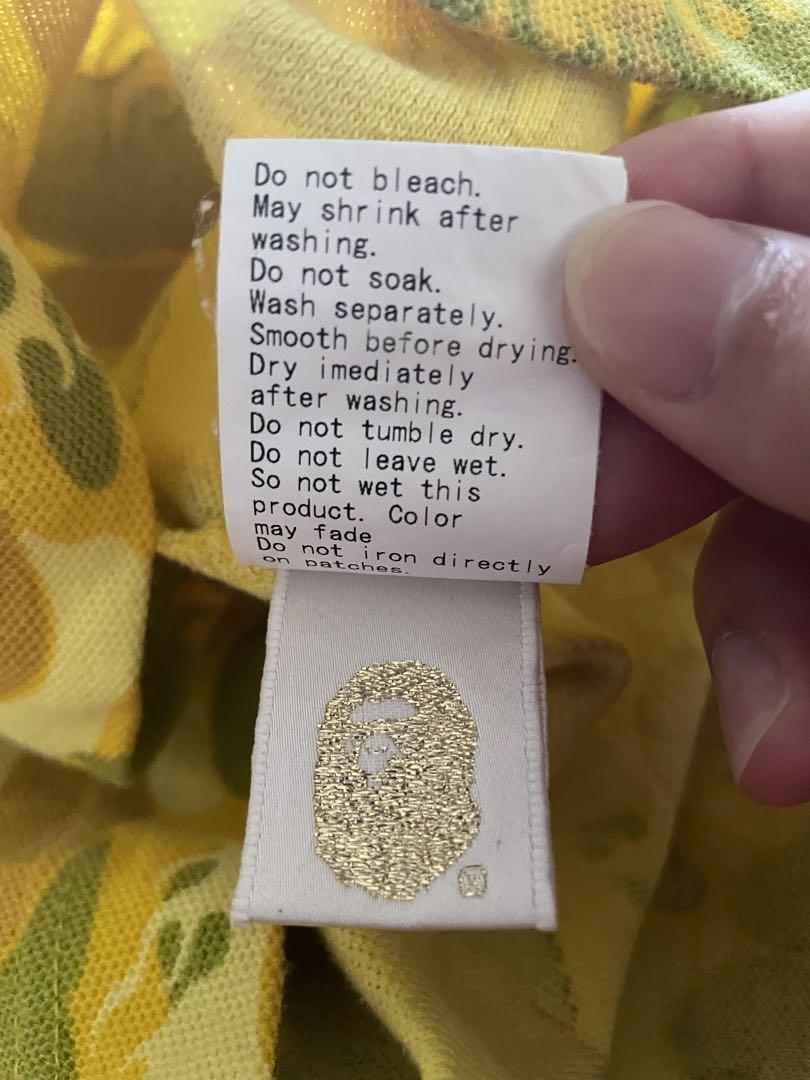 Do not bleach.
May shrink after
washing.
Do not soak.
Wash separately.
Smooth before drying.
Dry imediately
after washing.
Do not tumble dry.
Do not leave wet.
So not wet this
product. Color
may fade
Do not iron directly
on patches.